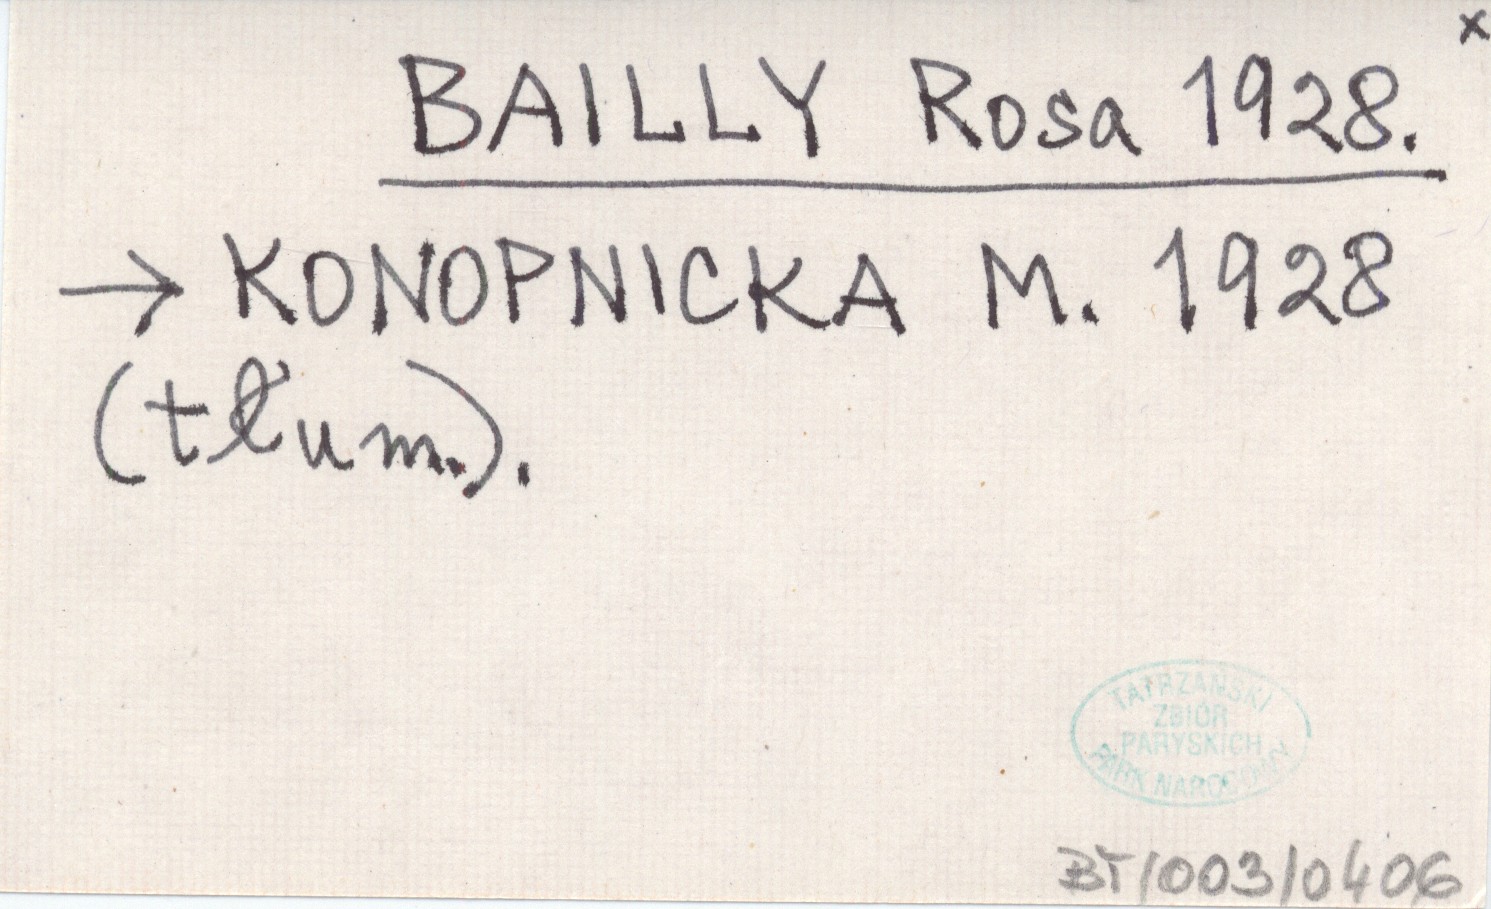 x
BAILLY Rosa 1928.
→ KONOPNICKA M. 1928
(tłum.).
TATRZAŃSKI
ZBIÓR
PARYSKICH
PARK NARODOWY
BT/003/0406